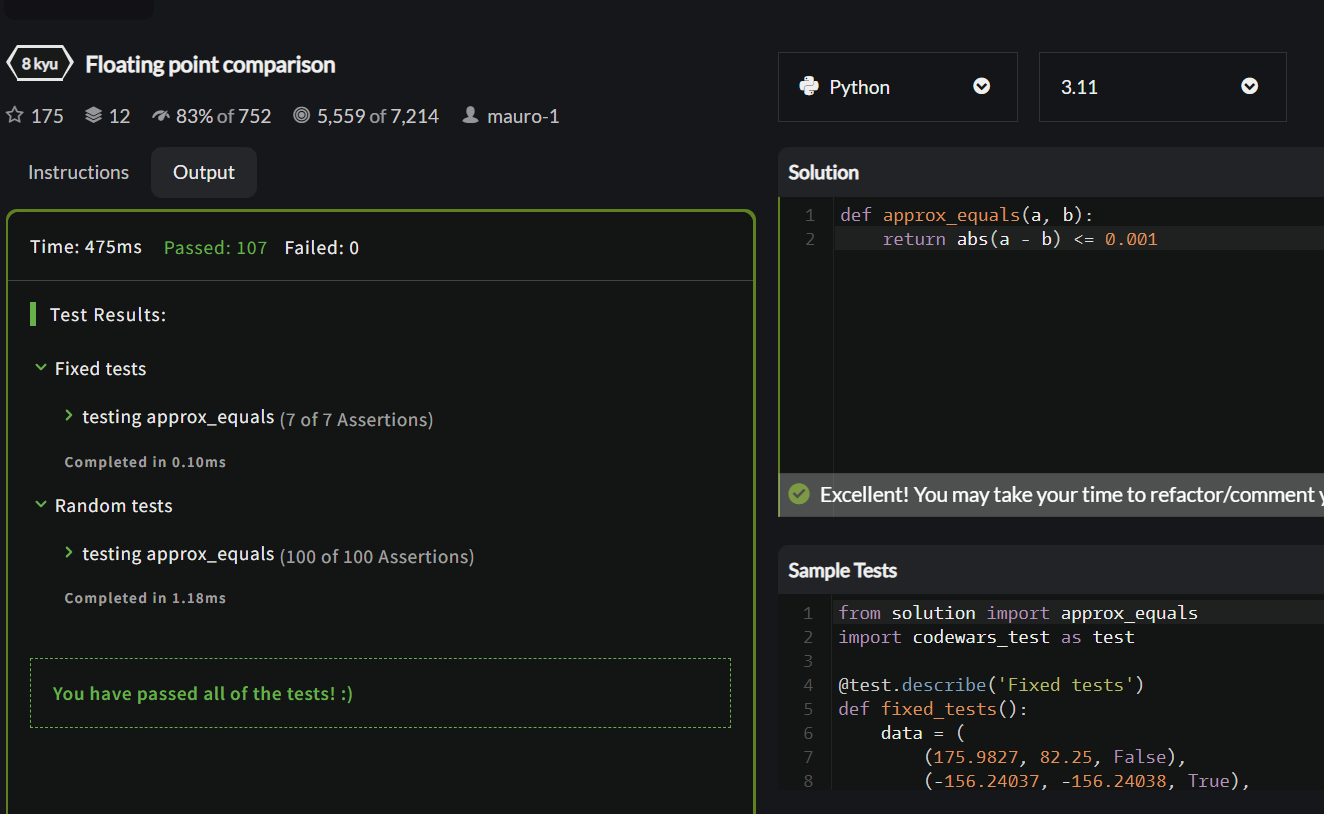 8 kyu Floating point comparison
175 12 83% of 752 5,559 of 7,214 mauro-1
Instructions Output
Time: 475ms Passed: 107 Failed: 0
Test Results:
Fixed tests
testing approx_equals (7 of 7 Assertions)
Completed in 0.10ms
Random tests
testing approx_equals (100 of 100 Assertions)
Completed in 1.18ms
You have passed all of the tests! :)
Python 3.11
Solution
1 def approx_equals(a, b):
2     return abs(a - b) <= 0.001
Excellent! You may take your time to refactor/comment
Sample Tests
1 from solution import approx_equals
2 import codewars_test as test
3
4 @test.describe('Fixed tests')
5 def fixed_tests():
6     data = (
7         (175.9827, 82.25, False),
8         (-156.24037, -156.24038, True),